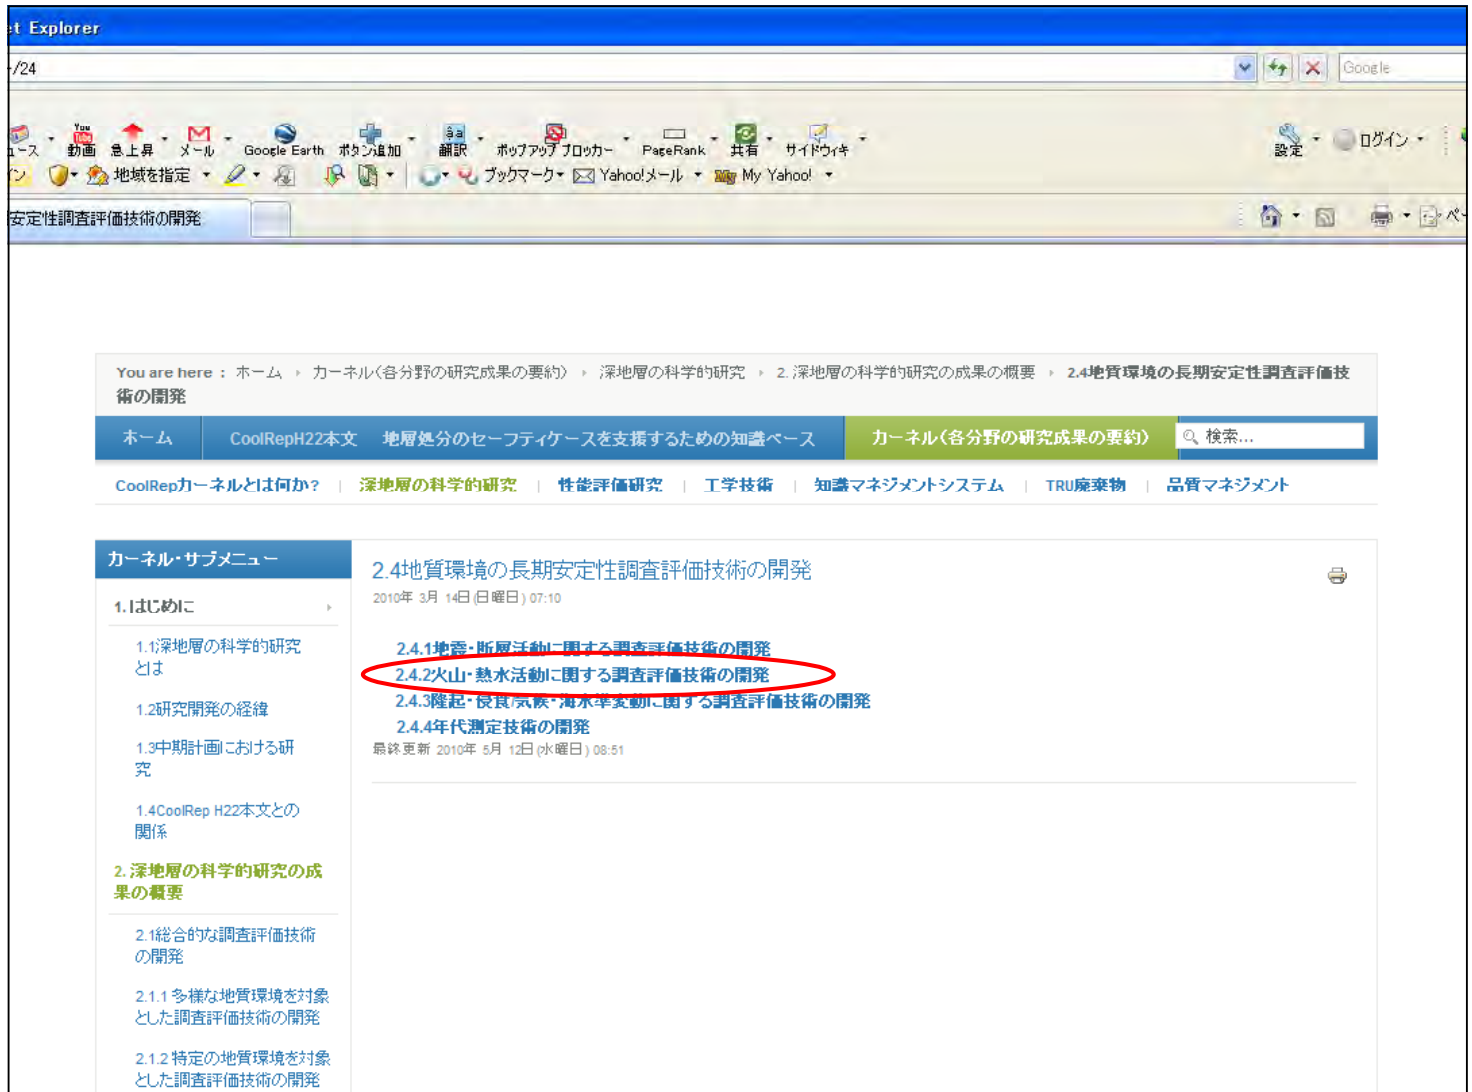 et Explorer
/24
Google
ュース 動画 急上昇 メール Google Earth ボタン追加 翻訳 ポップアップ ブロッカー PageRank 共有 サイドウィキ 設定 ログイン
イン 地域を指定 ブックマーク Yahoo!メール My Yahoo!
安定性調査評価技術の開発
ペー
You are here : ホーム カーネル(各分野の研究成果の要約) 深地層の科学的研究 2. 深地層の科学的研究の成果の概要 2.4地質環境の長期安定性調査評価技
術の開発
ホーム CoolRepH22本文 地層処分のセーフティケースを支援するための知識ベース カーネル(各分野の研究成果の要約) 検索...
CoolRepカーネルとは何か? | 深地層の科学的研究 | 性能評価研究 | 工学技術 | 知識マネジメントシステム | TRU廃棄物 | 品質マネジメント
カーネル・サブメニュー
1. はじめに
1.1深地層の科学的研究
とは
1.2研究開発の経緯
1.3中期計画における研
究
1.4CoolRep H22本文との
関係
2. 深地層の科学的研究の成
果の概要
2.1総合的な調査評価技術
の開発
2.1.1 多様な地質環境を対象
とした調査評価技術の開発
2.1.2 特定の地質環境を対象
とした調査評価技術の開発
2.4地質環境の長期安定性調査評価技術の開発
2010年 3月 14日 (日曜日) 07:10
2.4.1地震・断層活動に関する調査評価技術の開発
2.4.2火山・熱水活動に関する調査評価技術の開発
2.4.3隆起・侵食/気候・海水準変動に関する調査評価技術の開発
2.4.4年代測定技術の開発
最終更新 2010年 5月 12日 (水曜日) 08:51